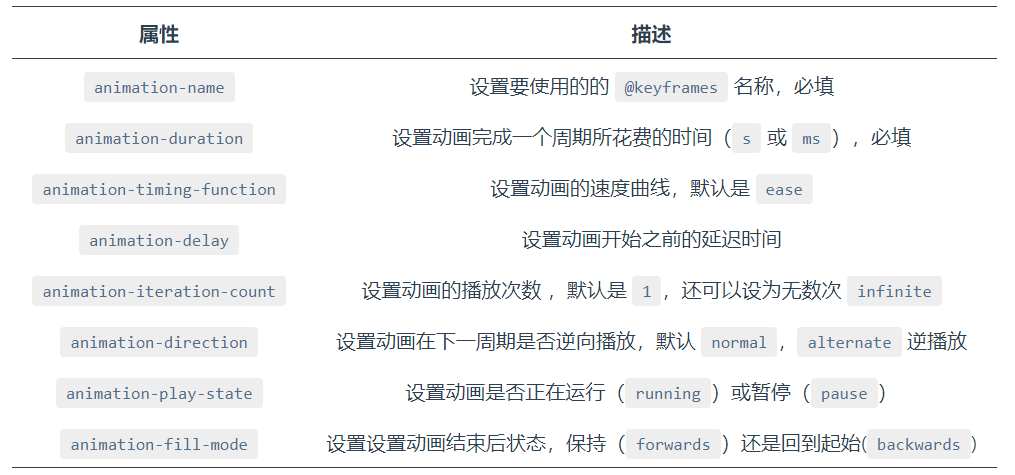 属性 描述
animation-name 设置要使用的的 @keyframes 名称，必填
animation-duration 设置动画完成一个周期所花费的时间（ s 或 ms ），必填
animation-timing-function 设置动画的速度曲线，默认是 ease
animation-delay 设置动画开始之前的延迟时间
animation-iteration-count 设置动画的播放次数 ，默认是 1 ，还可以设为无数次 infinite
animation-direction 设置动画在下一周期是否逆向播放，默认 normal ， alternate 逆播放
animation-play-state 设置动画是否正在运行（ running ）或暂停（ pause ）
animation-fill-mode 设置设置动画结束后状态，保持（ forwards ）还是回到起始( backwards ）